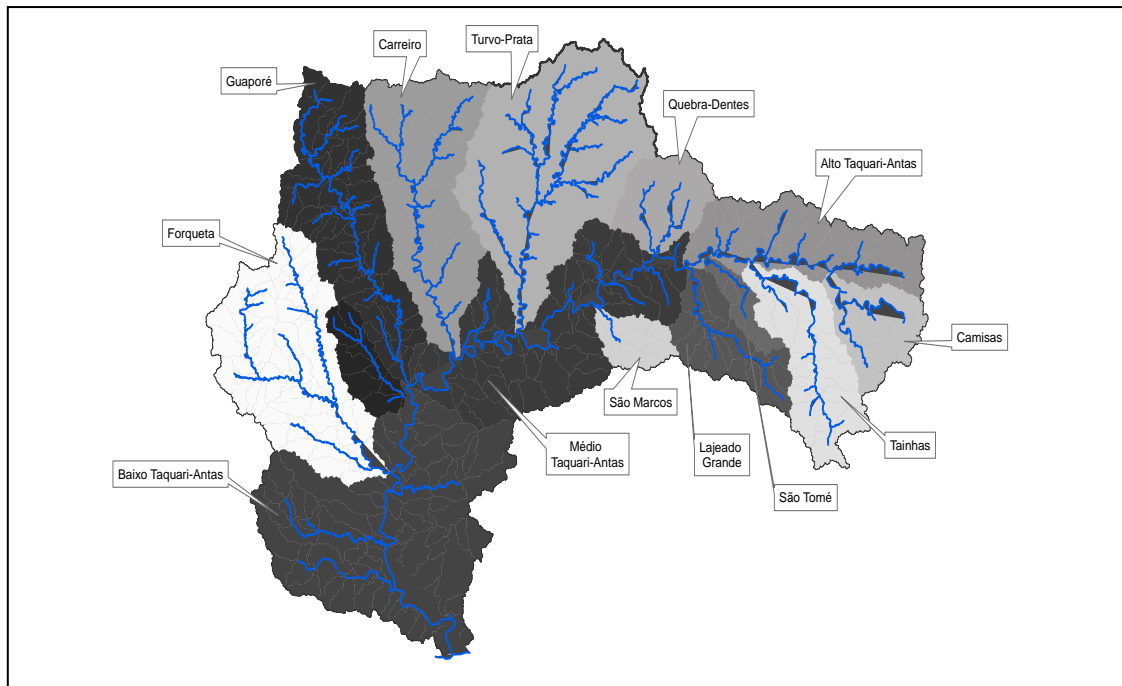 Turvo-Prata
Carreiro
Guaporé
Quebra-Dentes
Alto Taquari-Antas
Forqueta
Camisas
São Marcos
Médio
Taquari-Antas
Lajeado
Grande
Tainhas
Baixo Taquari-Antas
São Tomé